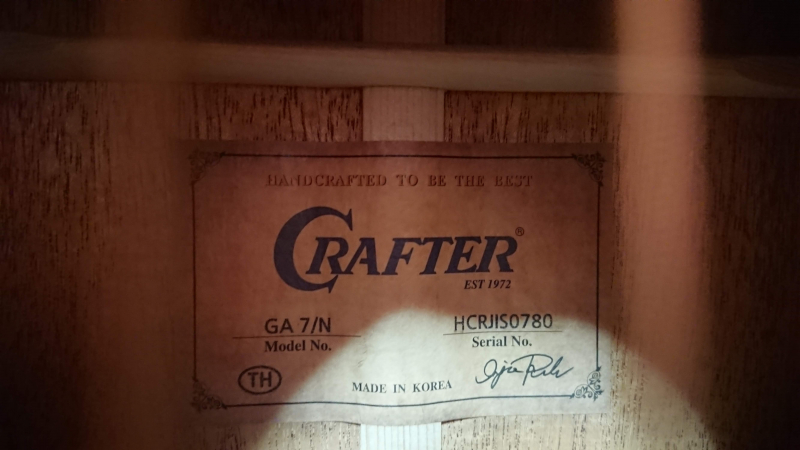 HANDCRAFTED TO BE THE BEST
CRAFTER®
EST 1972
GA 7/N HCRJIS0780
Model No. Serial No.
TH
MADE IN KOREA